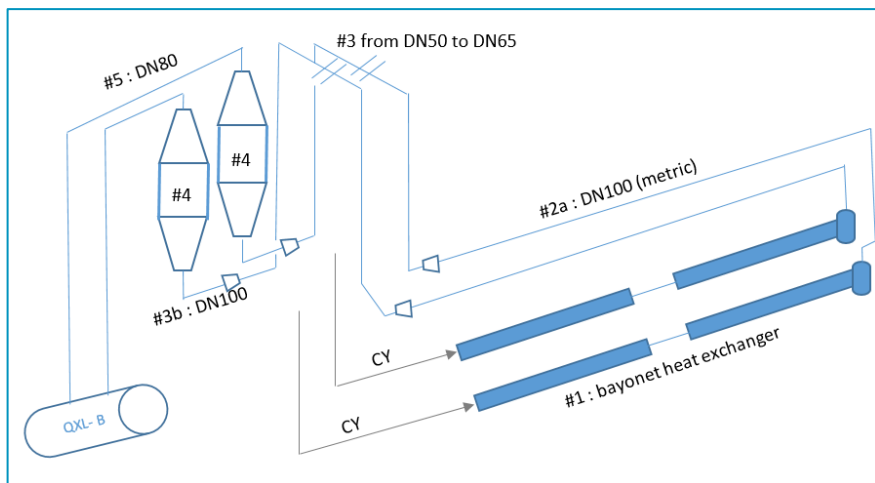 #3 from DN50 to DN65
#5 : DN80
#4
#4
#2a : DN100 (metric)
#3b : DN100
CY
#1 : bayonet heat exchanger
CY
QXL- B